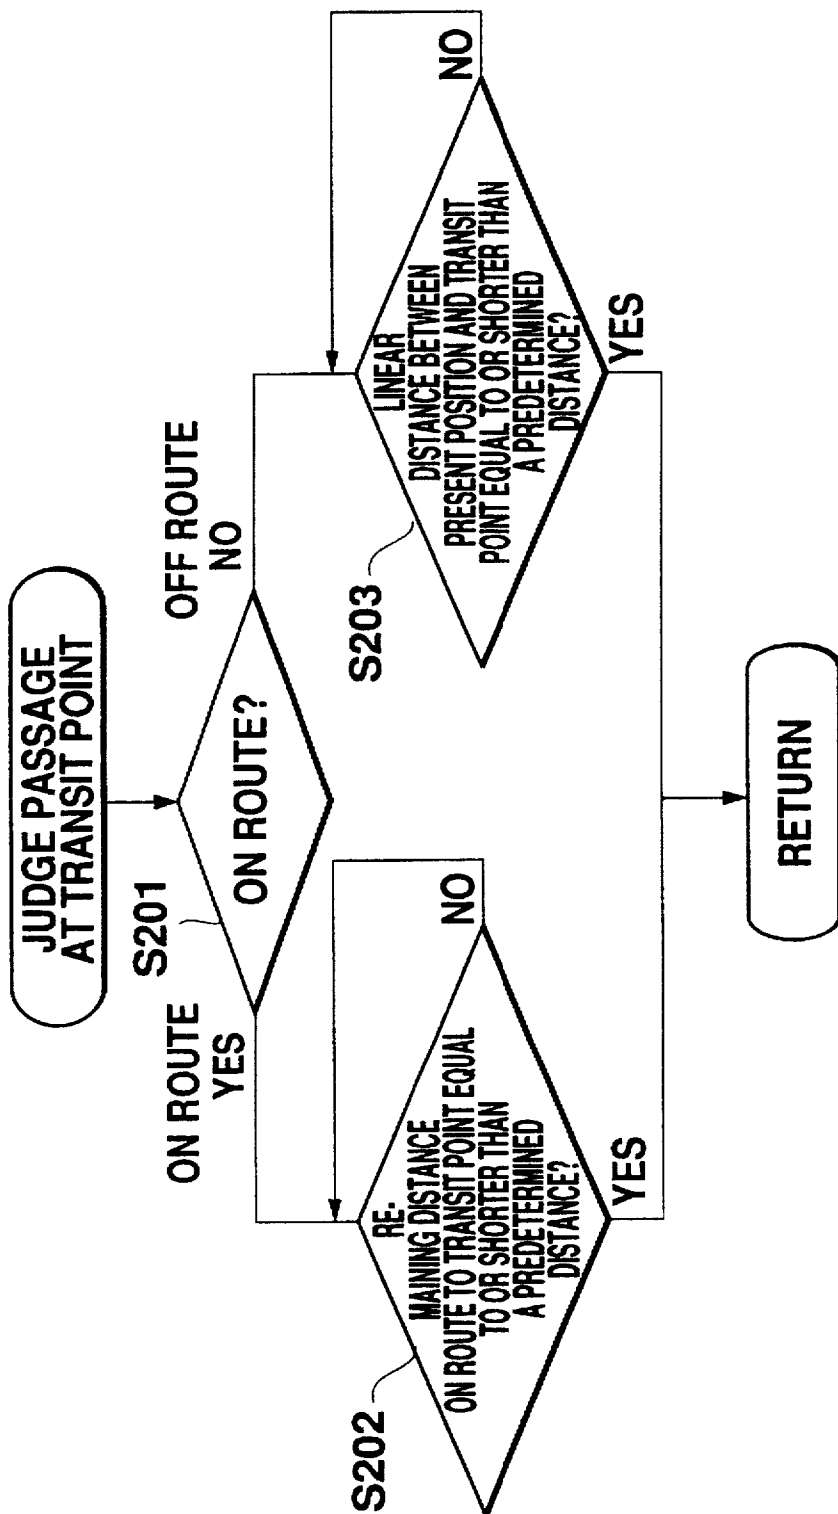 JUDGE PASSAGE
AT TRANSIT POINT
S201
ON ROUTE?
ON ROUTE
YES
OFF ROUTE
NO
S202
RE-
MAINING DISTANCE
ON ROUTE TO TRANSIT POINT EQUAL
TO OR SHORTER THAN
A PREDETERMINED
DISTANCE?
NO
YES
S203
LINEAR
DISTANCE BETWEEN
PRESENT POSITION AND TRANSIT
POINT EQUAL TO OR SHORTER THAN
A PREDETERMINED
DISTANCE?
NO
YES
RETURN